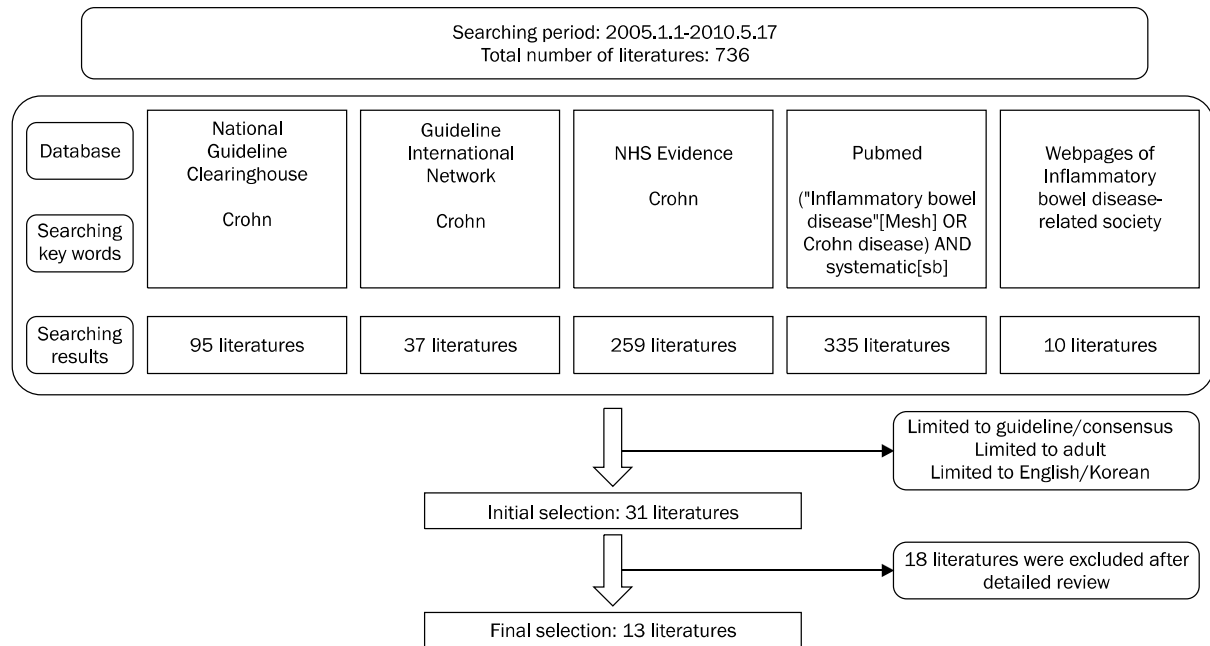 Searching period: 2005.1.1-2010.5.17
Total number of literatures: 736
Database
National
Guideline
Clearinghouse
Crohn
Guideline
International
Network
Crohn
NHS Evidence
Crohn
Pubmed
("Inflammatory bowel
disease"[Mesh] OR
Crohn disease) AND
systematic[sb]
Webpages of
Inflammatory
bowel disease-
related society
Searching
key words
Searching
results
95 literatures
37 literatures
259 literatures
335 literatures
10 literatures
Limited to guideline/consensus
Limited to adult
Limited to English/Korean
Initial selection: 31 literatures
18 literatures were excluded after
detailed review
Final selection: 13 literatures